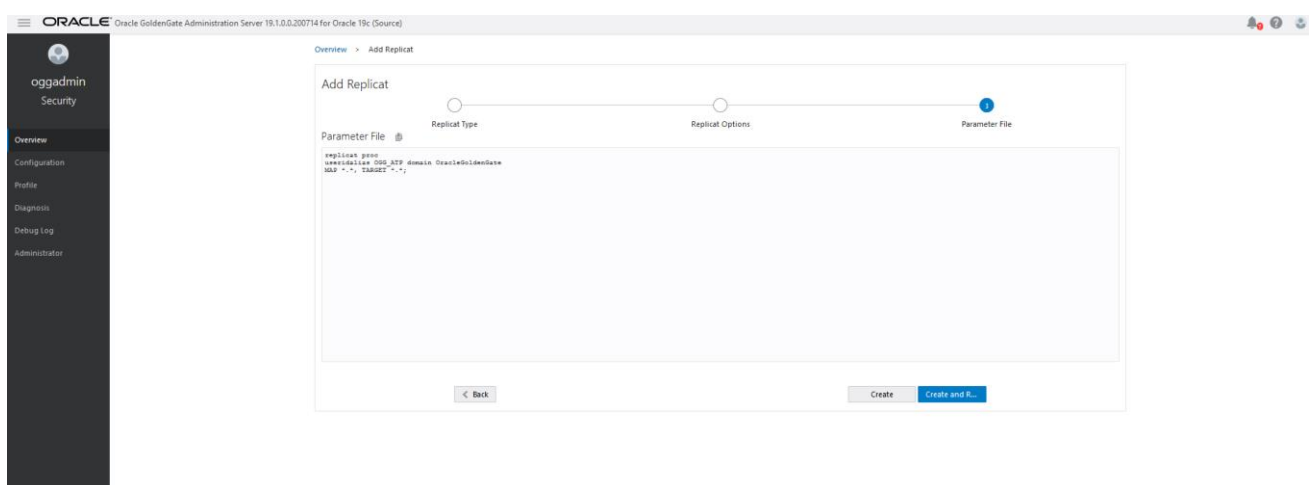 ORACLE Oracle GoldenGate Administration Server 19.1.0.0.200714 for Oracle 19c (Source)
oggadmin
Security
Overview
Configuration
Profile
Diagnosis
Debug Log
Administrator
Overview > Add Replicat
Add Replicat
3
Replicat Type Replicat Options Parameter File
Parameter File
replicat proc
useridalias OGG_ATP domain OracleGoldenGate
MAP *.*, TARGET *.*;
< Back Create Create and R...